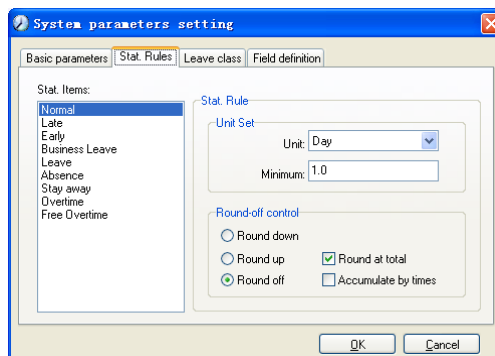 System parameters setting
Basic parameters Stat. Rules Leave class Field definition
Stat. Items:
Normal
Late
Early
Business Leave
Leave
Absence
Stay away
Overtime
Free Overtime
Stat. Rule
Unit Set
Unit: Day
Minimum: 1.0
Round-off control
Round down
Round up Round at total
Round off Accumulate by times
OK Cancel